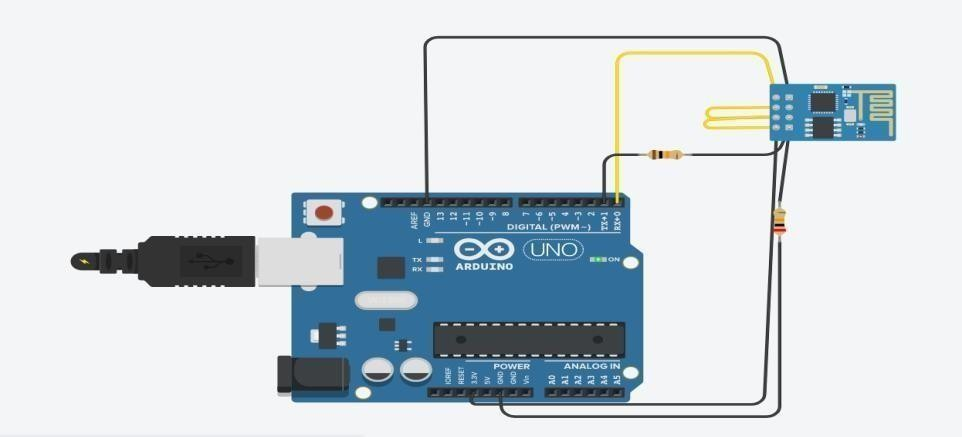 AREF
GND
13
12
~11
~10
~9
8
7
~6
~5
4
~3
2
TX→1
RX←0
DIGITAL (PWM~)
L
TX
RX
ARDUINO
UNO
ON
POWER
ANALOG IN
IOREF
RESET
3.3V
5V
GND
GND
Vin
A0
A1
A2
A3
A4
A5